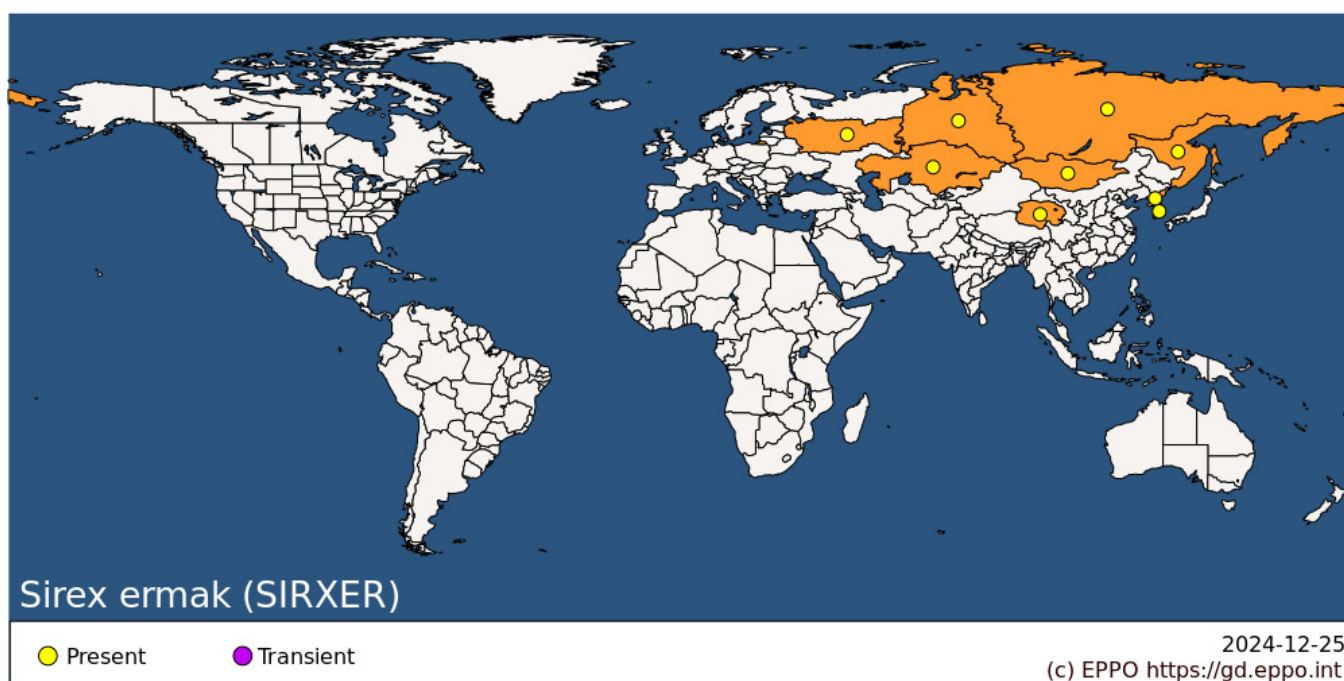 Sirex ermak (SIRXER)
Present
Transient
2024-12-25
(c) EPPO https://gd.eppo.int